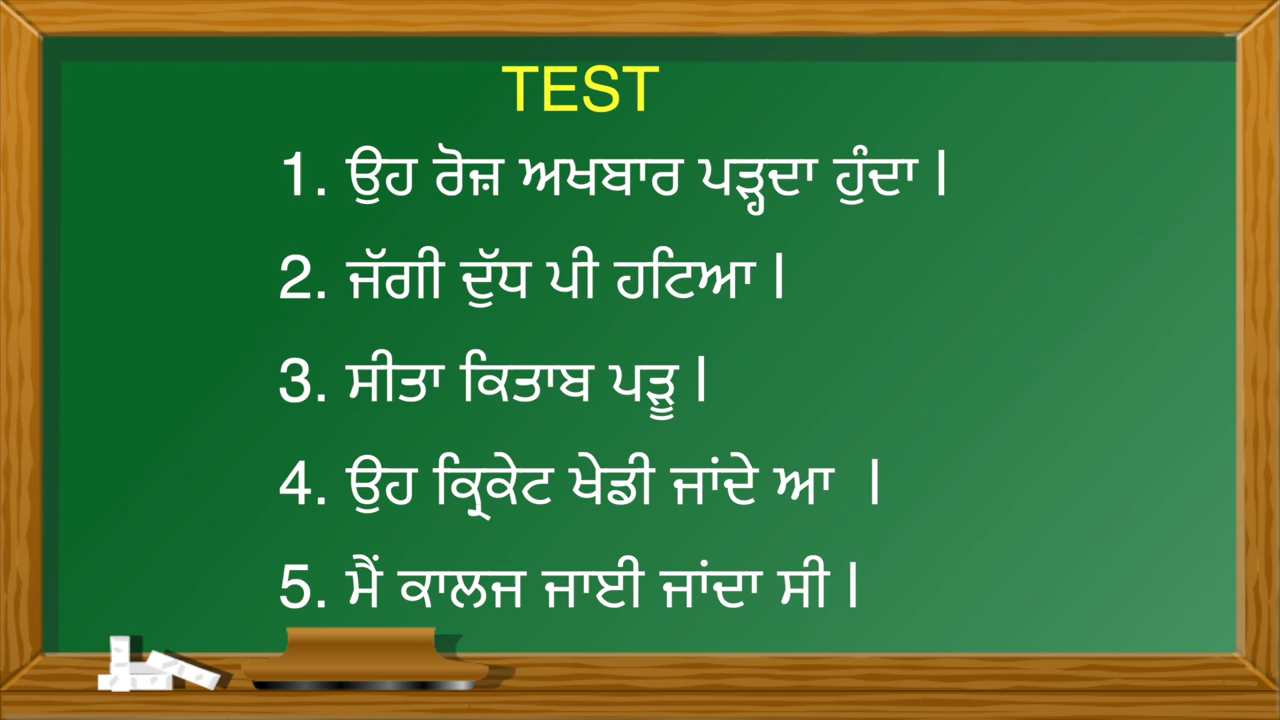 TEST
1. ਉਹ ਰੋਜ਼ ਅਖਬਾਰ ਪੜ੍ਹਦਾ ਹੁੰਦਾ |
2. ਜੱਗੀ ਦੁੱਧ ਪੀ ਹਟਿਆ |
3. ਸੀਤਾ ਕਿਤਾਬ ਪੜੂ |
4. ਉਹ ਕ੍ਰਿਕੇਟ ਖੇਡੀ ਜਾਂਦੇ ਆ |
5. ਮੈਂ ਕਾਲਜ ਜਾਈ ਜਾਂਦਾ ਸੀ |